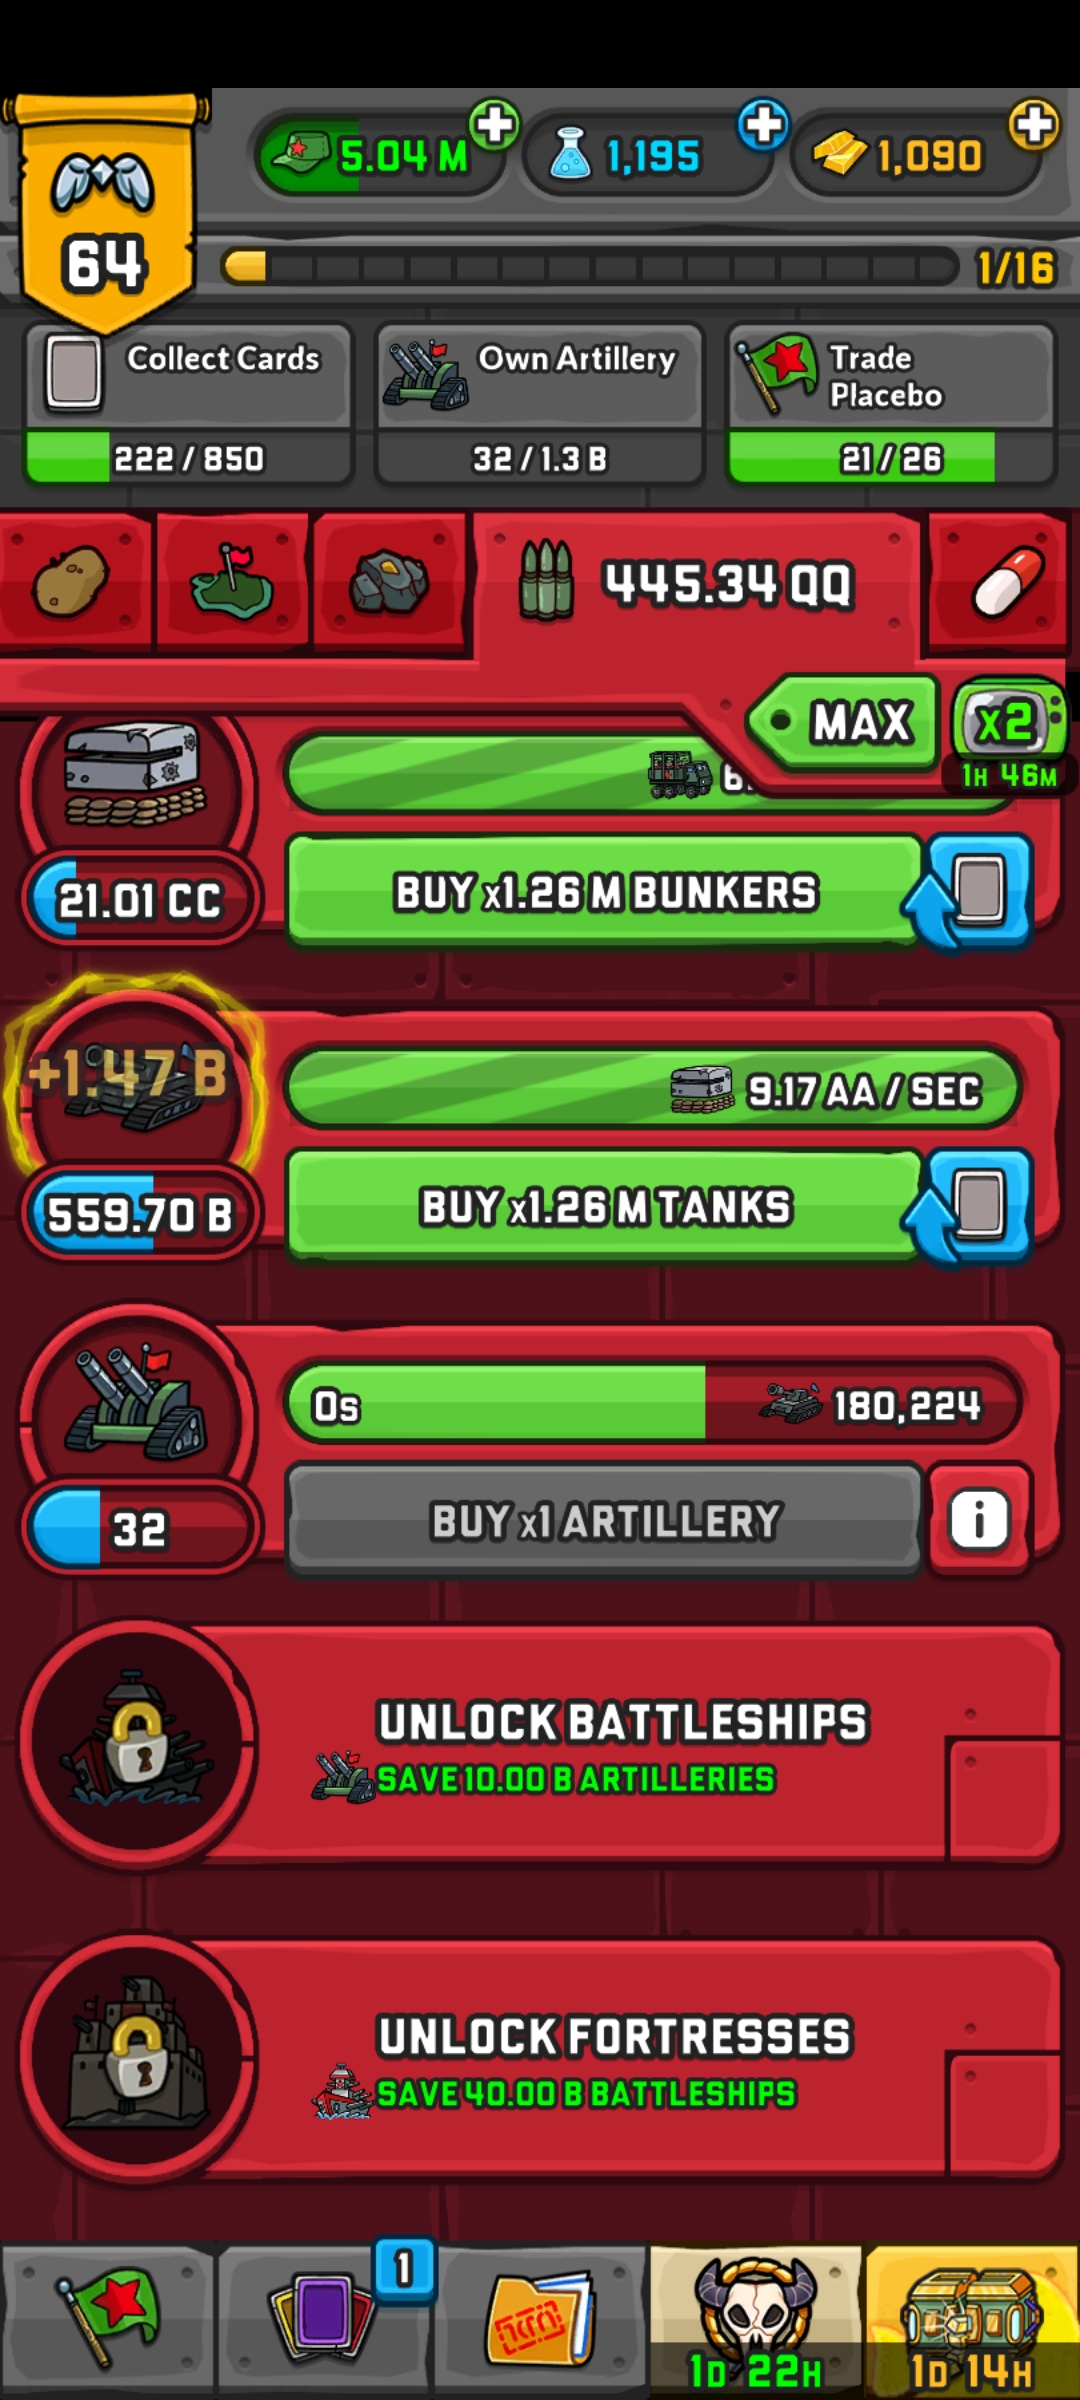 64
5.04 M
1,195
1,090
1/16
Collect Cards
222 / 850
Own Artillery
32 / 1.3 B
Trade
Placebo
21 / 26
445.34 QQ
MAX
x2
1H 46M
21.01 CC
BUY x1.26 M BUNKERS
+1.47 B
9.17 AA / SEC
559.70 B
BUY x1.26 M TANKS
0s
180,224
32
BUY x1 ARTILLERY
i
UNLOCK BATTLESHIPS
SAVE 10.00 B ARTILLERIES
UNLOCK FORTRESSES
SAVE 40.00 B BATTLESHIPS
1
1D 22H
1D 14H